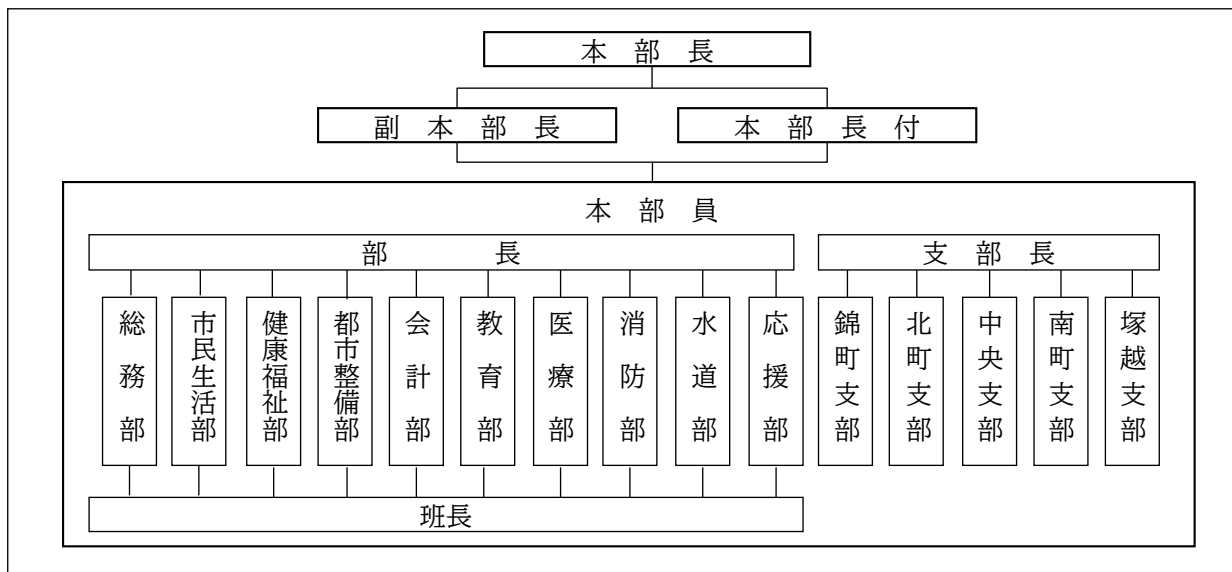 本部長
副本部長
本部長付
本部員
部長
支部長
総務部
市民生活部
健康福祉部
都市整備部
会計部
教育部
医療部
消防部
水道部
応援部
錦町支部
北町支部
中央支部
南町支部
塚越支部
班長